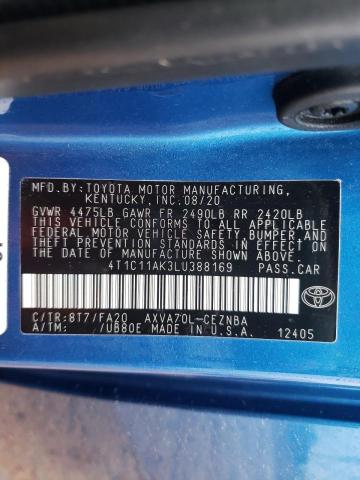 MFD.BY:TOYOTA MOTOR MANUFACTURING,
KENTUCKY,INC.08/20
GVWR 4475LB GAWR FR 2490LB RR 2420LB
THIS VEHICLE CONFORMS TO ALL APPLICABLE
FEDERAL MOTOR VEHICLE SAFETY, BUMPER,
AND THEFT PREVENTION STANDARDS IN EFFECT
ON THE DATE OF MANUFACTURE SHOWN ABOVE.
4T1C11AK3LU388169 PASS.CAR
C/TR:8T7/FA20 AXVA70L-CEZNBA
A/TM: /UB80E MADE IN U.S.A. 12405